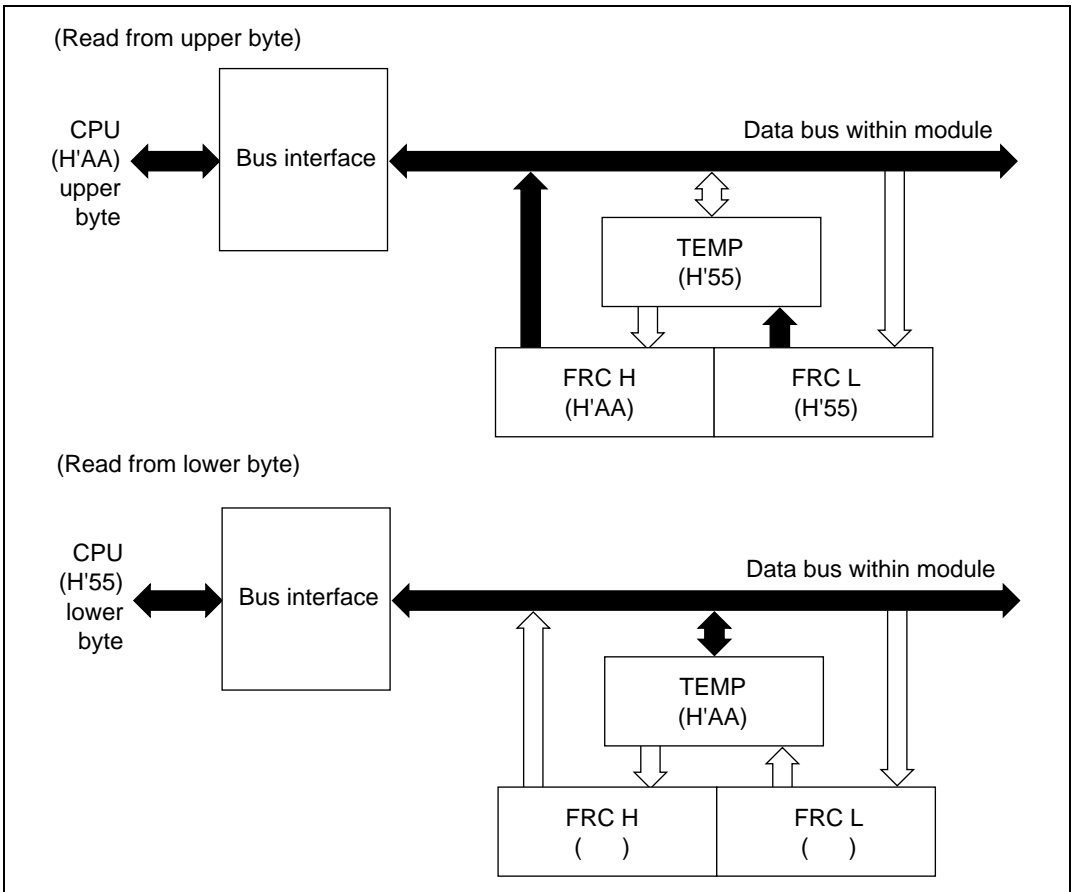 (Read from upper byte)
CPU
(H'AA)
upper
byte
Bus interface
Data bus within module
TEMP
(H'55)
FRC H
(H'AA)
FRC L
(H'55)
(Read from lower byte)
CPU
(H'55)
lower
byte
Bus interface
Data bus within module
TEMP
(H'AA)
FRC H
( )
FRC L
( )